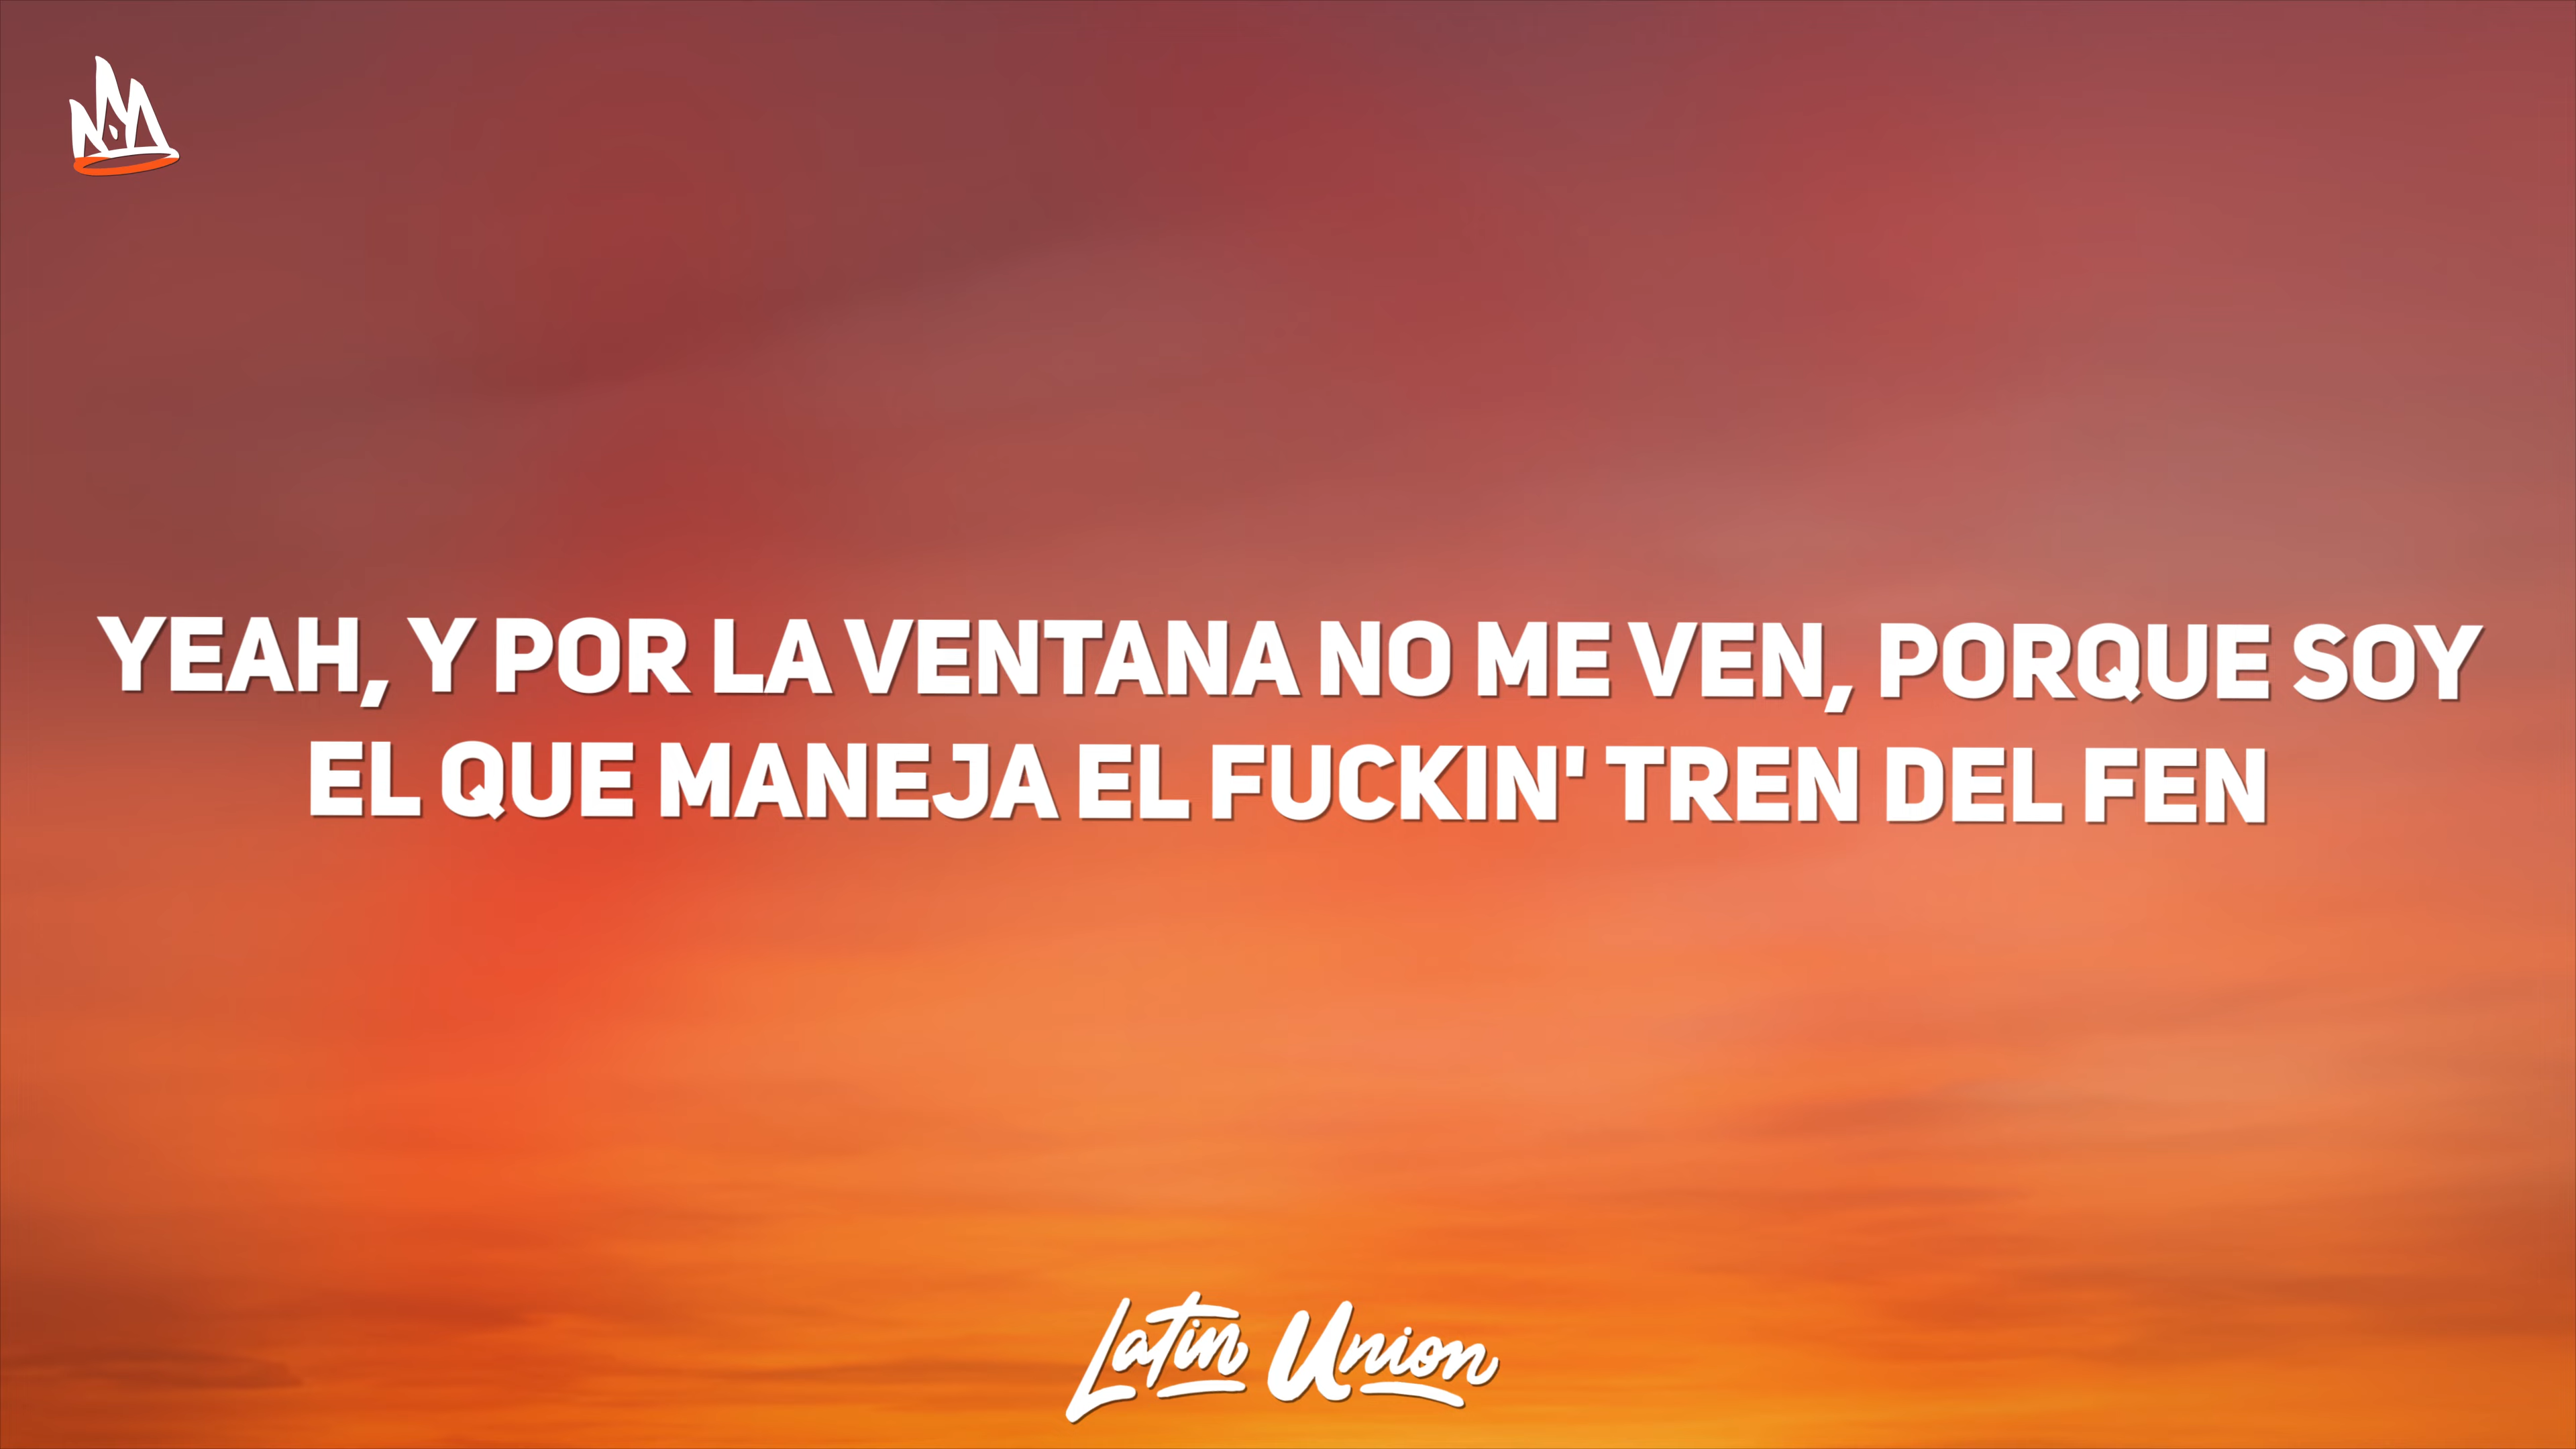 YEAH, Y POR LA VENTANA NO ME VEN, PORQUE SOY
EL QUE MANEJA EL FUCKIN' TREN DEL FEN
Latin Union